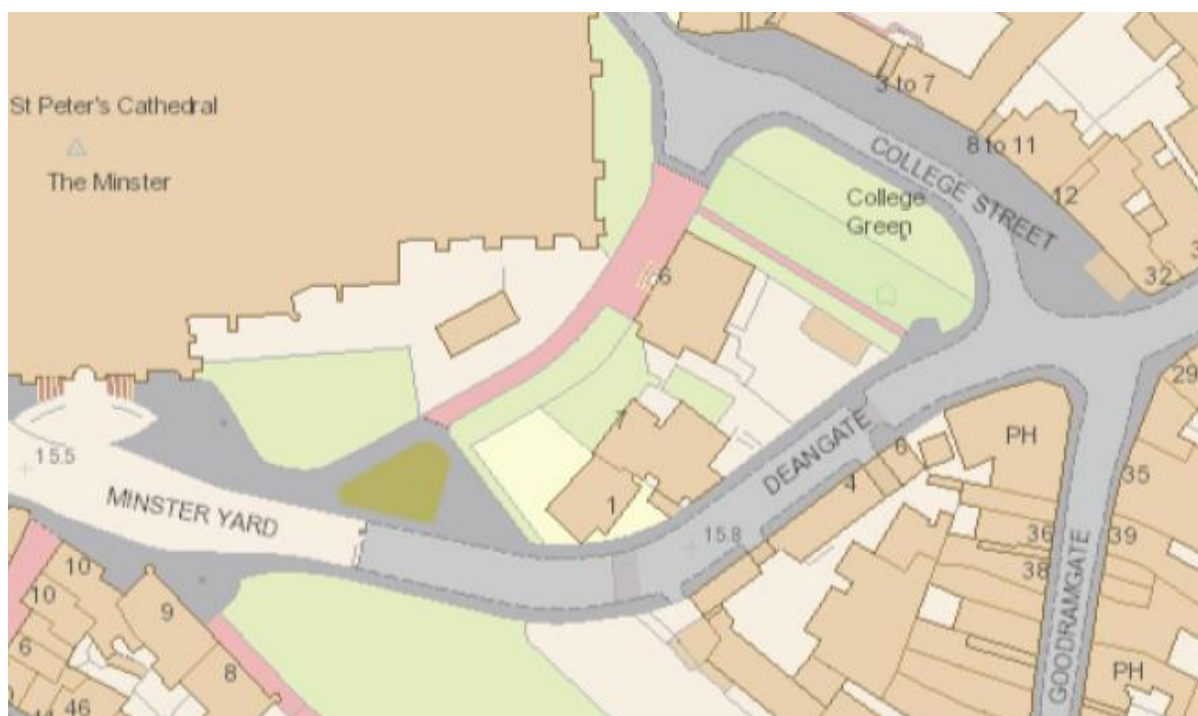 2
3 to 7
St Peter's Cathedral
8 to 11
COLLEGE STREET
The Minster
12
College
Green
6
32
29
7
PH
15.5
DEANGATE
6
35
MINSTER YARD
1
4
15.8
36
39
10
38
10
9
GOODRAMGATE
6
8
PH
46